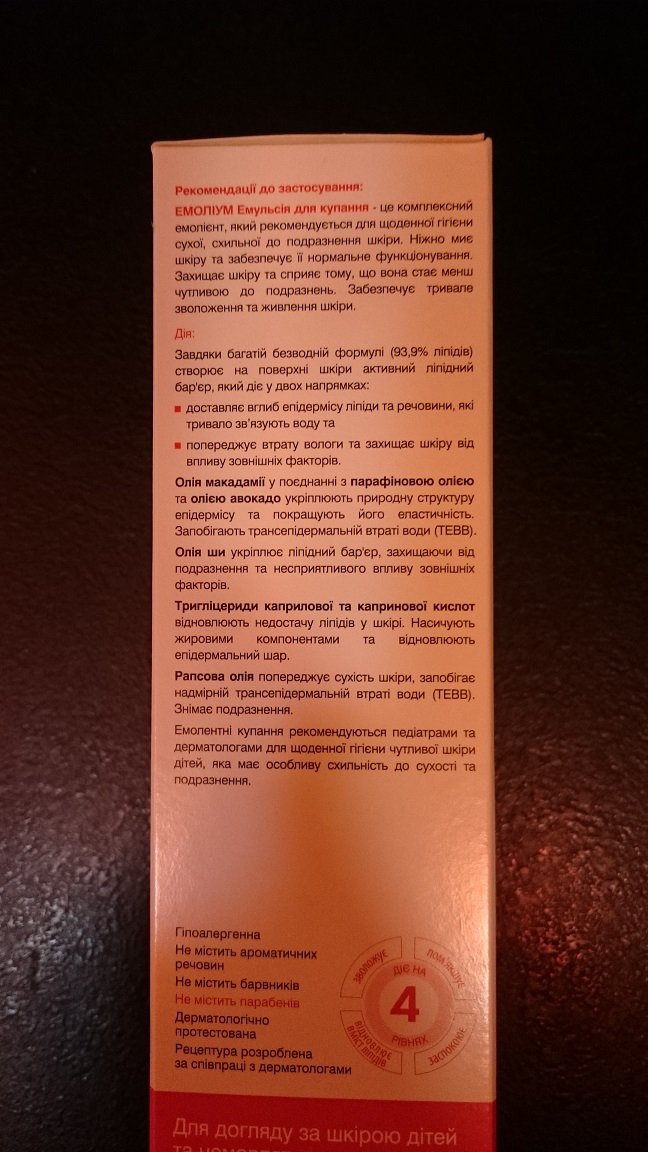 Рекомендації до застосування:
ЕМОЛІУМ Емульсія для купання - це комплексний
емолієнт, який рекомендується для щоденної гігієни
сухої, схильної до подразнення шкіри. Ніжно миє
шкіру та забезпечує її нормальне функціонування.
Захищає шкіру та сприяє тому, що вона стає менш
чутливою до подразнень. Забезпечує тривале
зволоження та живлення шкіри.
Дія:
Завдяки багатій безводній формулі (93,9% ліпідів)
створює на поверхні шкіри активний ліпідний
бар'єр, який діє у двох напрямках:
доставляє вглиб епідермісу ліпіди та речовини, які
тривало зв'язують воду та
попереджує втрату вологи та захищає шкіру від
впливу зовнішніх факторів.
Олія макадамії у поєднанні з парафіновою олією
та олією авокадо укріплюють природну структуру
епідермісу та покращують його еластичність.
Запобігають трансепідермальній втраті води (ТЕВВ).
Олія ши укріплює ліпідний бар'єр, захищаючи від
подразнення та несприятливого впливу зовнішніх
факторів.
Тригліцериди каприлової та капринової кислот
відновлюють недостачу ліпідів у шкірі. Насичують
жировими компонентами та відновлюють
епідермальний шар.
Рапсова олія попереджує сухість шкіри, запобігає
надмірній трансепідермальній втраті води (ТЕВВ).
Знімає подразнення.
Емолентні купання рекомендуються педіатрами та
дерматологами для щоденної гігієни чутливої шкіри
дітей, яка має особливу схильність до сухості та
подразнення.
Гіпоалергенна
Не містить ароматичних
речовин
Не містить барвників
Не містить парабенів
Дерматологічно
протестована
Рецептура розроблена
за співпраці з дерматологами
зволожує
пом'якшує
ДІЄ НА
4
РІВНЯХ
відновлює
вміст ліпідів
заспокоює
Для догляду за шкірою дітей
та